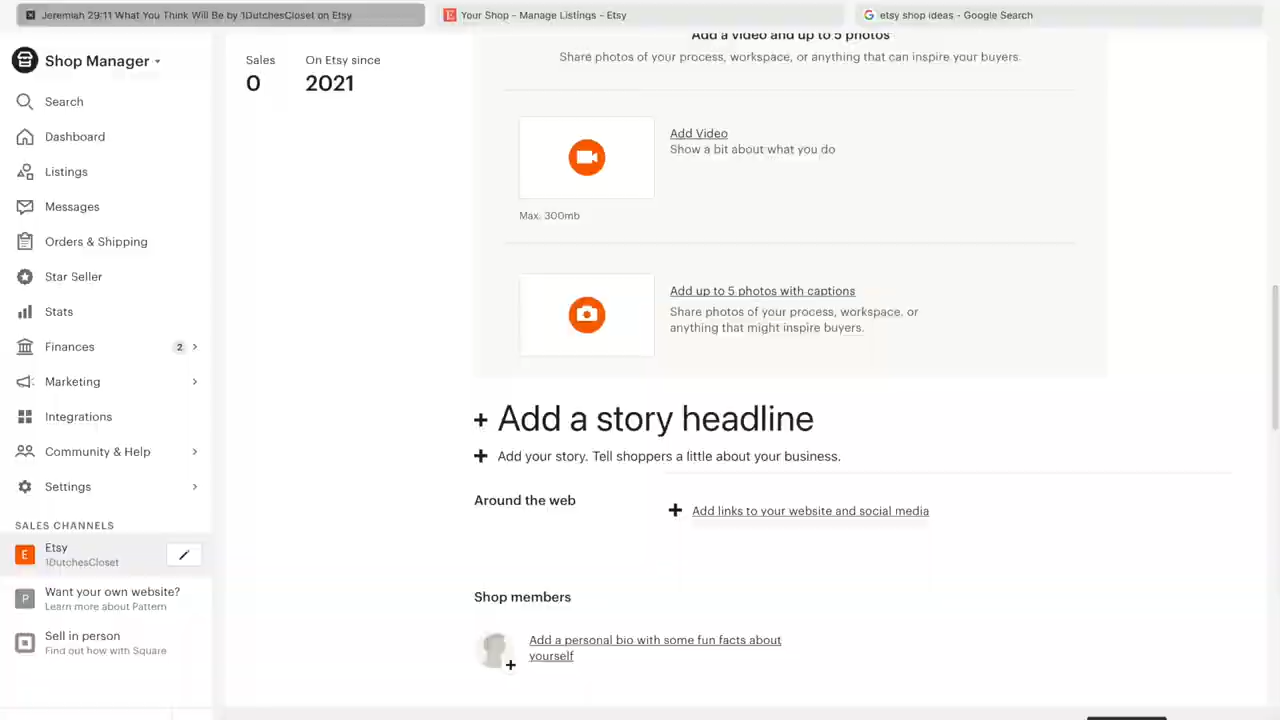 Jeremiah 29:11 What You Think Will Be by 1DutchesCloset on Etsy
Your Shop - Manage Listings - Etsy
etsy shop ideas - Google Search
Shop Manager
Search
Dashboard
Listings
Messages
Orders & Shipping
Star Seller
Stats
Finances 2
Marketing
Integrations
Community & Help
Settings
SALES CHANNELS
E
Etsy
1DutchesCloset
P
Want your own website?
Learn more about Pattern
Sell in person
Find out how with Square
Sales
0
On Etsy since
2021
Add a video and up to 5 photos
Share photos of your process, workspace, or anything that can inspire your buyers.
Add Video
Show a bit about what you do
Max. 300mb
Add up to 5 photos with captions
Share photos of your process, workspace. or
anything that might inspire buyers.
+ Add a story headline
+ Add your story. Tell shoppers a little about your business.
Around the web
+ Add links to your website and social media
Shop members
+ Add a personal bio with some fun facts about
yourself